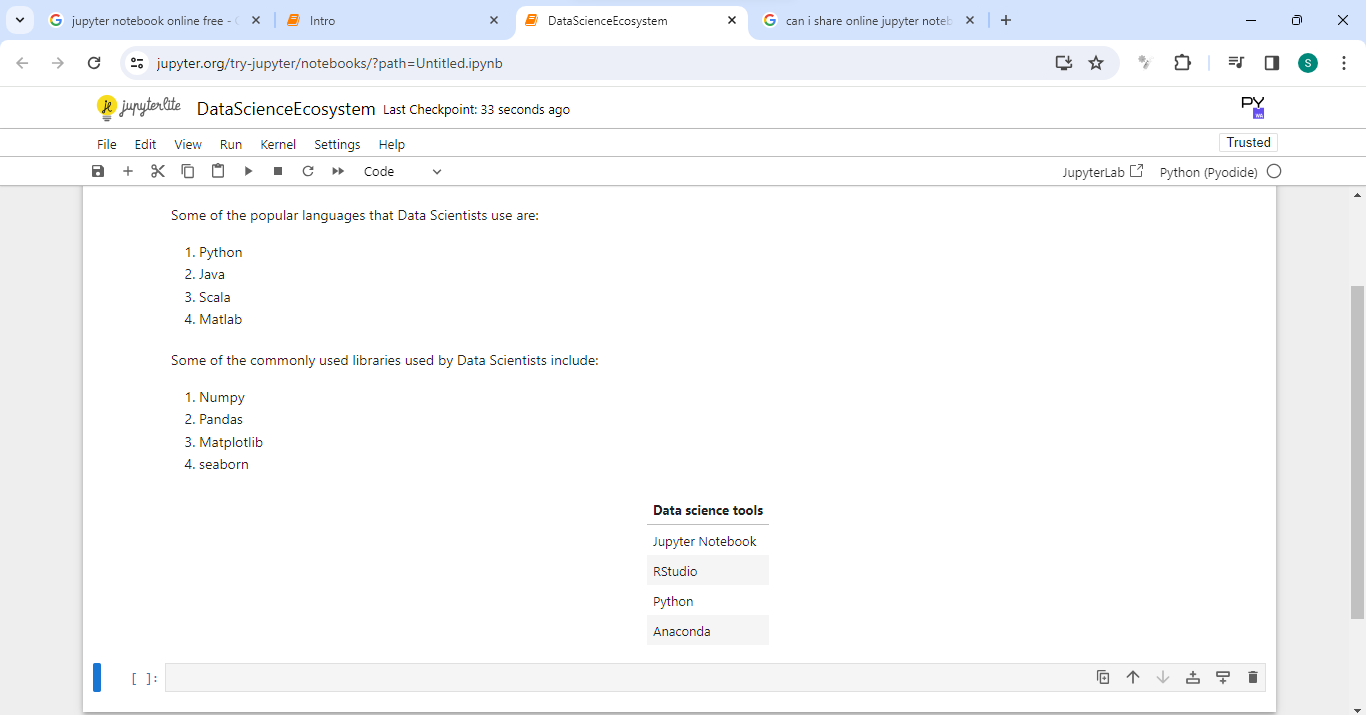 jupyter notebook online free - G
Intro
DataScienceEcosystem
can i share online jupyter noteb
jupyter.org/try-jupyter/notebooks/?path=Untitled.ipynb
S
jupyterlite DataScienceEcosystem Last Checkpoint: 33 seconds ago
PY
WA
File Edit View Run Kernel Settings Help
Trusted
Code
JupyterLab Python (Pyodide)
Some of the popular languages that Data Scientists use are:
1. Python
2. Java
3. Scala
4. Matlab
Some of the commonly used libraries used by Data Scientists include:
1. Numpy
2. Pandas
3. Matplotlib
4. seaborn
Data science tools
Jupyter Notebook
RStudio
Python
Anaconda
[ ]: